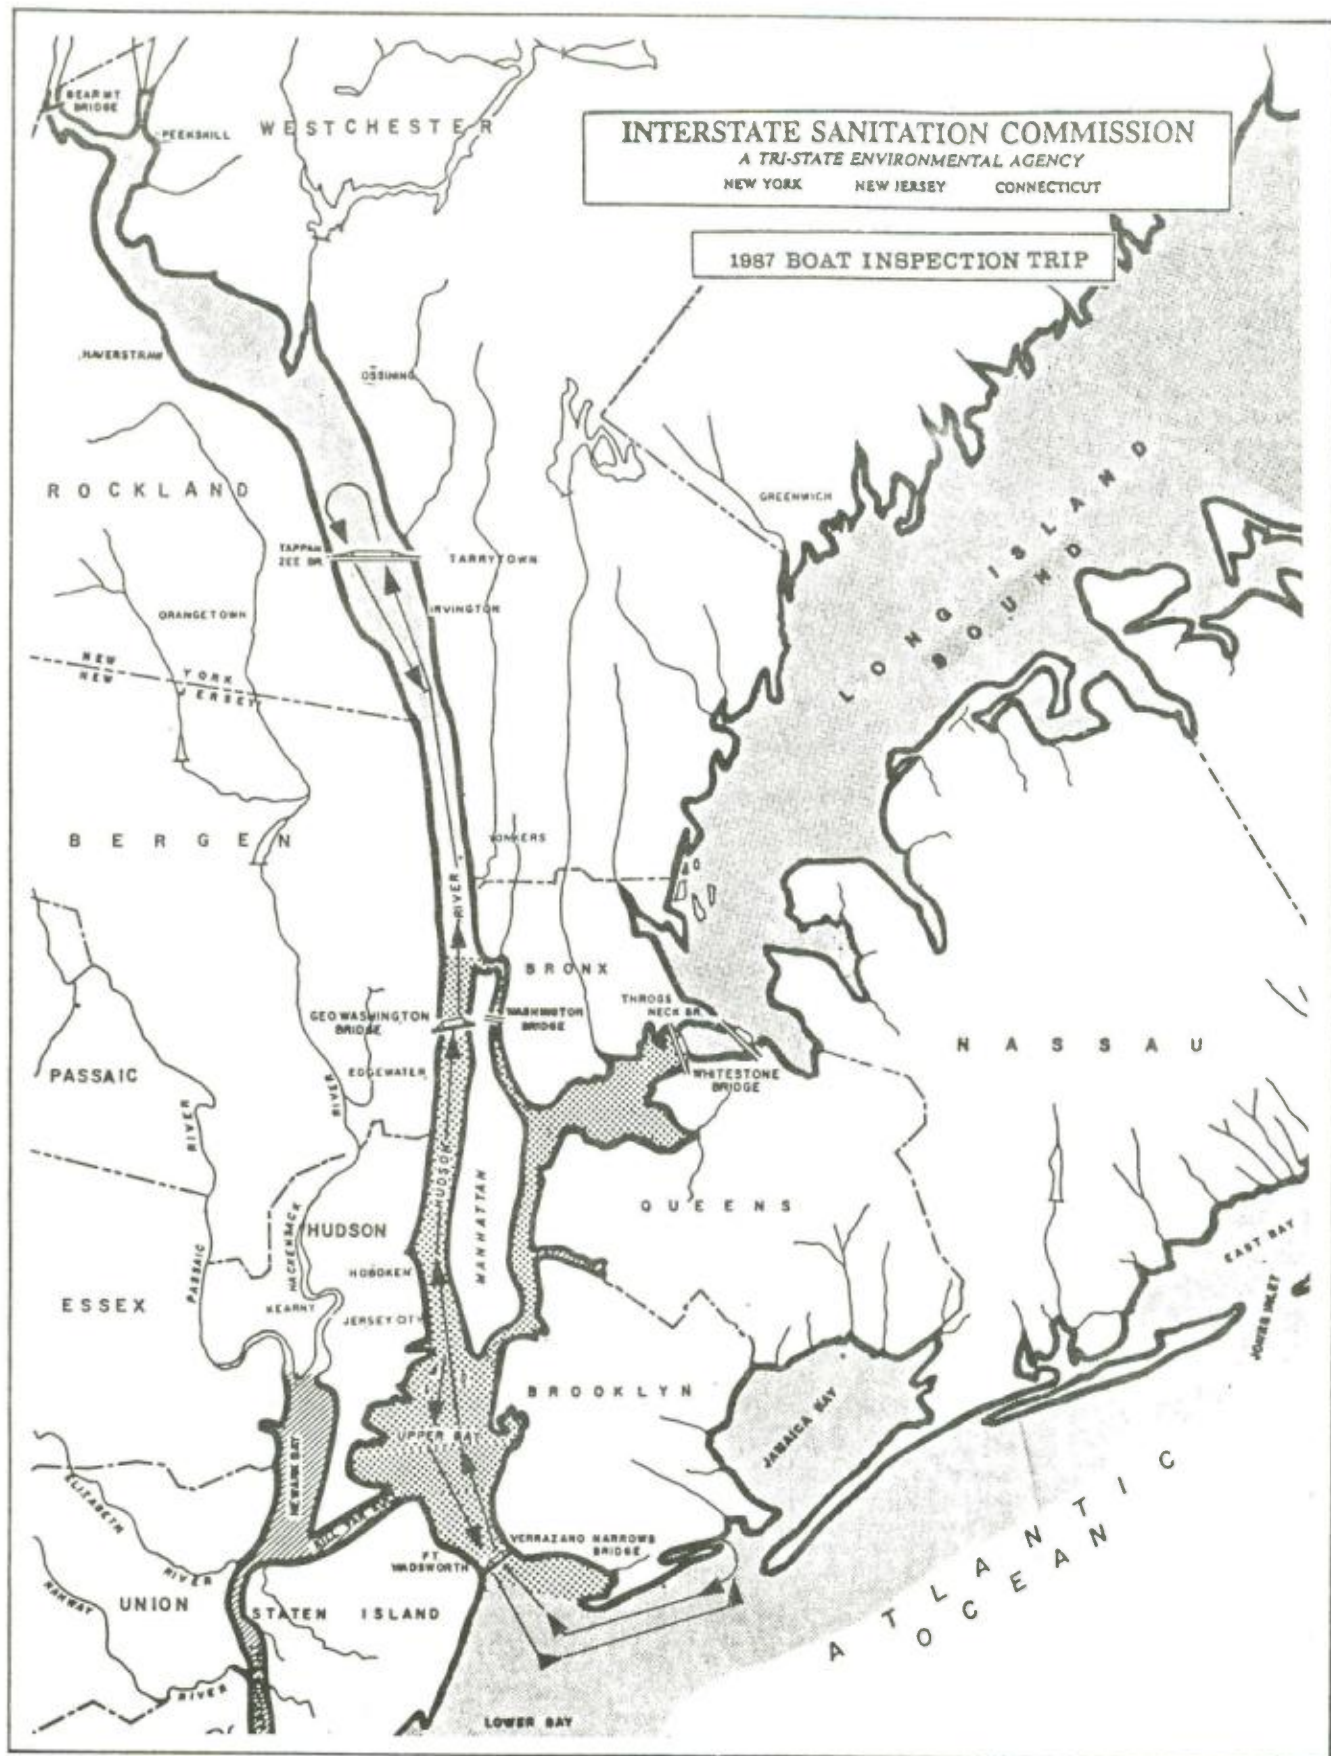 BEAR MT
BRIDGE
PEEKSKILL
WESTCHESTER
INTERSTATE SANITATION COMMISSION
A TRI-STATE ENVIRONMENTAL AGENCY
NEW YORK NEW JERSEY CONNECTICUT
1987 BOAT INSPECTION TRIP
HAVERSTRAW
OSSINING
ROCKLAND
GREENWICH
LONG ISLAND
SOUND
TAPPAN
ZEE BR.
TARRYTOWN
IRVINGTON
ORANGETOWN
NEW YORK
NEW JERSEY
BERGEN
YONKERS
RIVER
BRONX
THROGS
NECK BR.
GEO WASHINGTON
BRIDGE
WASHINGTON
BRIDGE
NASSAU
EDGEWATER
WHITESTONE
BRIDGE
PASSAIC
RIVER
RIVER
HUDSON
MANHATTAN
QUEENS
HACKENSACK
HUDSON
PASSAIC
HOBOKEN
EAST BAY
ESSEX
KEARNY
JERSEY CITY
JONES INLET
BROOKLYN
JAMAICA BAY
UPPER BAY
NEWARK BAY
ATLANTIC
OCEAN
ELIZABETH
RIVER
KILL VAN KULL
VERRAZANO NARROWS
BRIDGE
FT
WADSWORTH
RAHWAY
RIVER
UNION
STATEN ISLAND
LOWER BAY